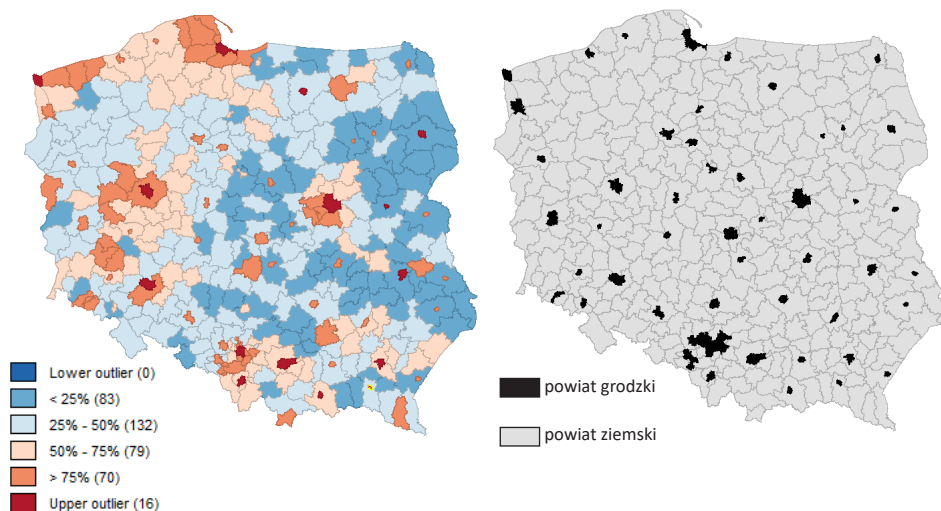 Lower outlier (0)
< 25% (83)
25% - 50% (132)
50% - 75% (79)
> 75% (70)
Upper outlier (16)
powiat grodzki
powiat ziemski